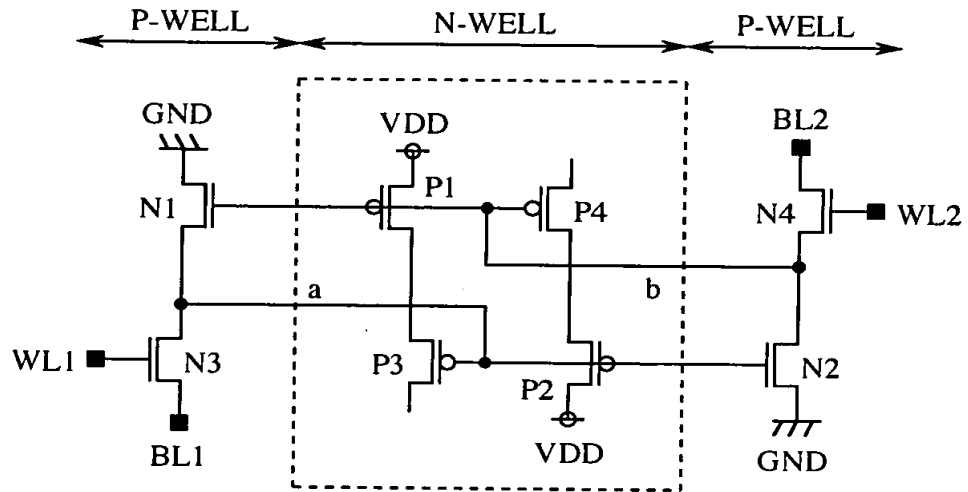 P-WELL N-WELL P-WELL
GND
VDD
BL2
P1
N1
P4
N4
WL2
a
b
WL1
N3
P3
P2
N2
BL1
VDD
GND